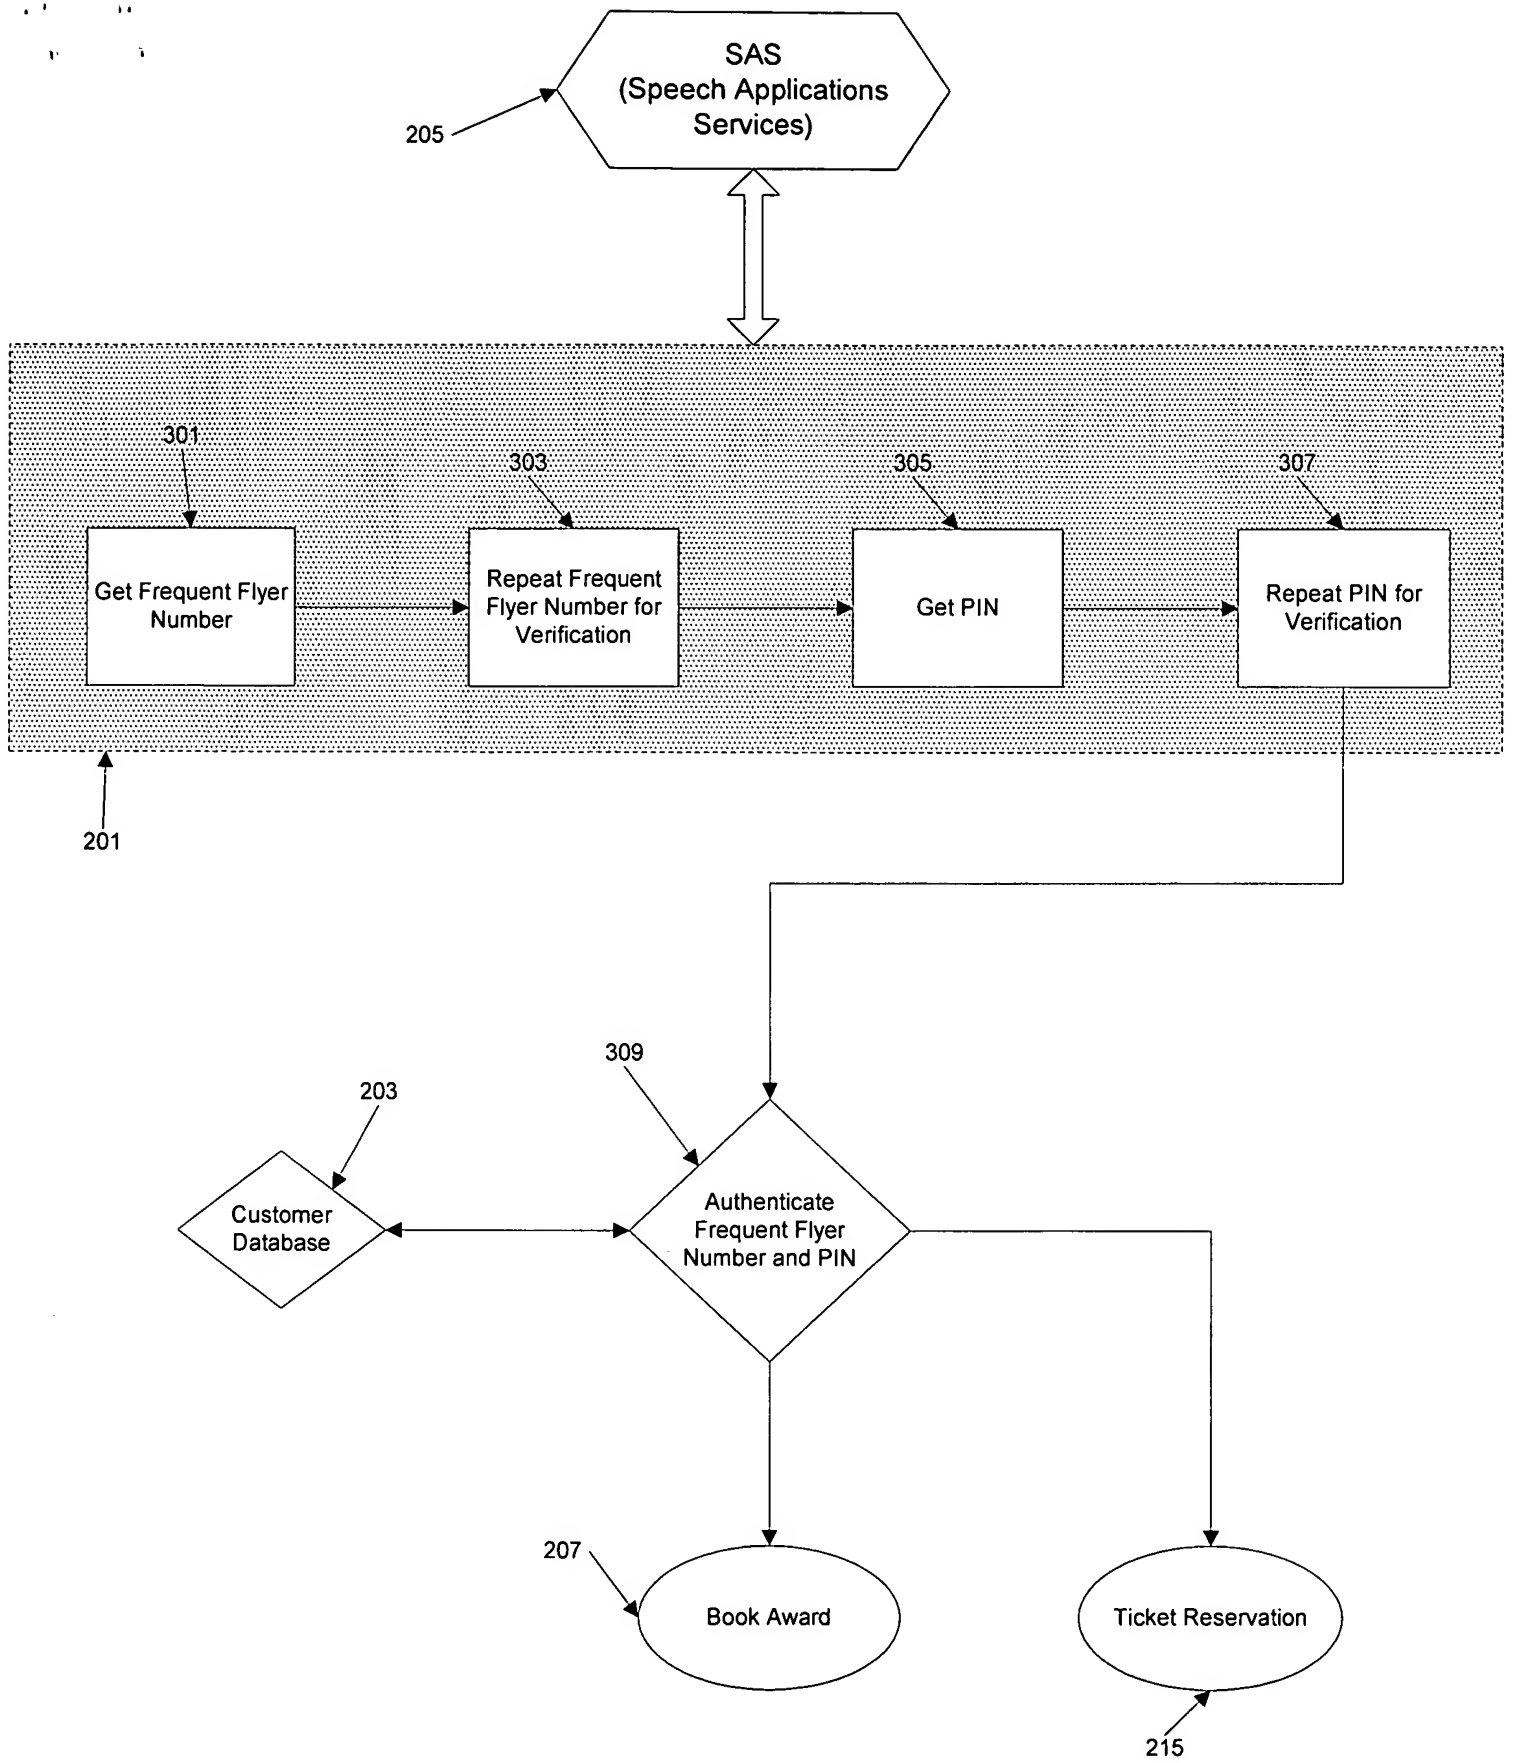 SAS
(Speech Applications
Services)
205
301
303
305
307
Get Frequent Flyer
Number
Repeat Frequent
Flyer Number for
Verification
Get PIN
Repeat PIN for
Verification
201
309
203
Customer
Database
Authenticate
Frequent Flyer
Number and PIN
207
Book Award
Ticket Reservation
215